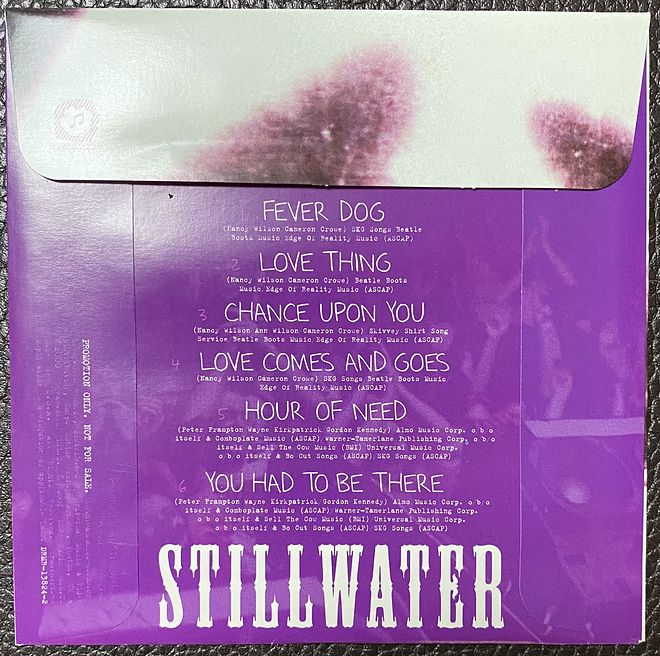 FEVER DOG
(Nancy Wilson Cameron Crowe) SKG Songs Beatle
Boots Music Edge Of Reality Music (ASCAP)
2 LOVE THING
(Nancy Wilson Cameron Crowe) Beatle Boots
Music Edge Of Reality Music (ASCAP)
3 CHANCE UPON YOU
(Nancy Wilson Ann Wilson Cameron Crowe) Skivvey Shirt Song
Service Beatle Boots Music Edge Of Reality Music (ASCAP)
4 LOVE COMES AND GOES
(Nancy Wilson Cameron Crowe) SKG Songs Beatle Boots Music
Edge Of Reality Music (ASCAP)
5 HOUR OF NEED
(Peter Frampton Wayne Kirkpatrick Gordon Kennedy) Almo Music Corp. o b o
itself & Comboplate Music (ASCAP) Warner-Tamerlane Publishing Corp. o b o
itself & Sell The Cow Music (BMI) Universal Music Corp.
o b o itself & Bo Cut Songs (ASCAP) SKG Songs (ASCAP)
6 YOU HAD TO BE THERE
(Peter Frampton Wayne Kirkpatrick Gordon Kennedy) Almo Music Corp. o b o
itself & Comboplate Music (ASCAP) Warner-Tamerlane Publishing Corp.
o b o itself & Sell The Cow Music (BMI) Universal Music Corp.
o b o itself & Bo Cut Songs (ASCAP) SKG Songs (ASCAP)
STILLWATER
PROMOTION ONLY. NOT FOR SALE.
DRMR-13824-2